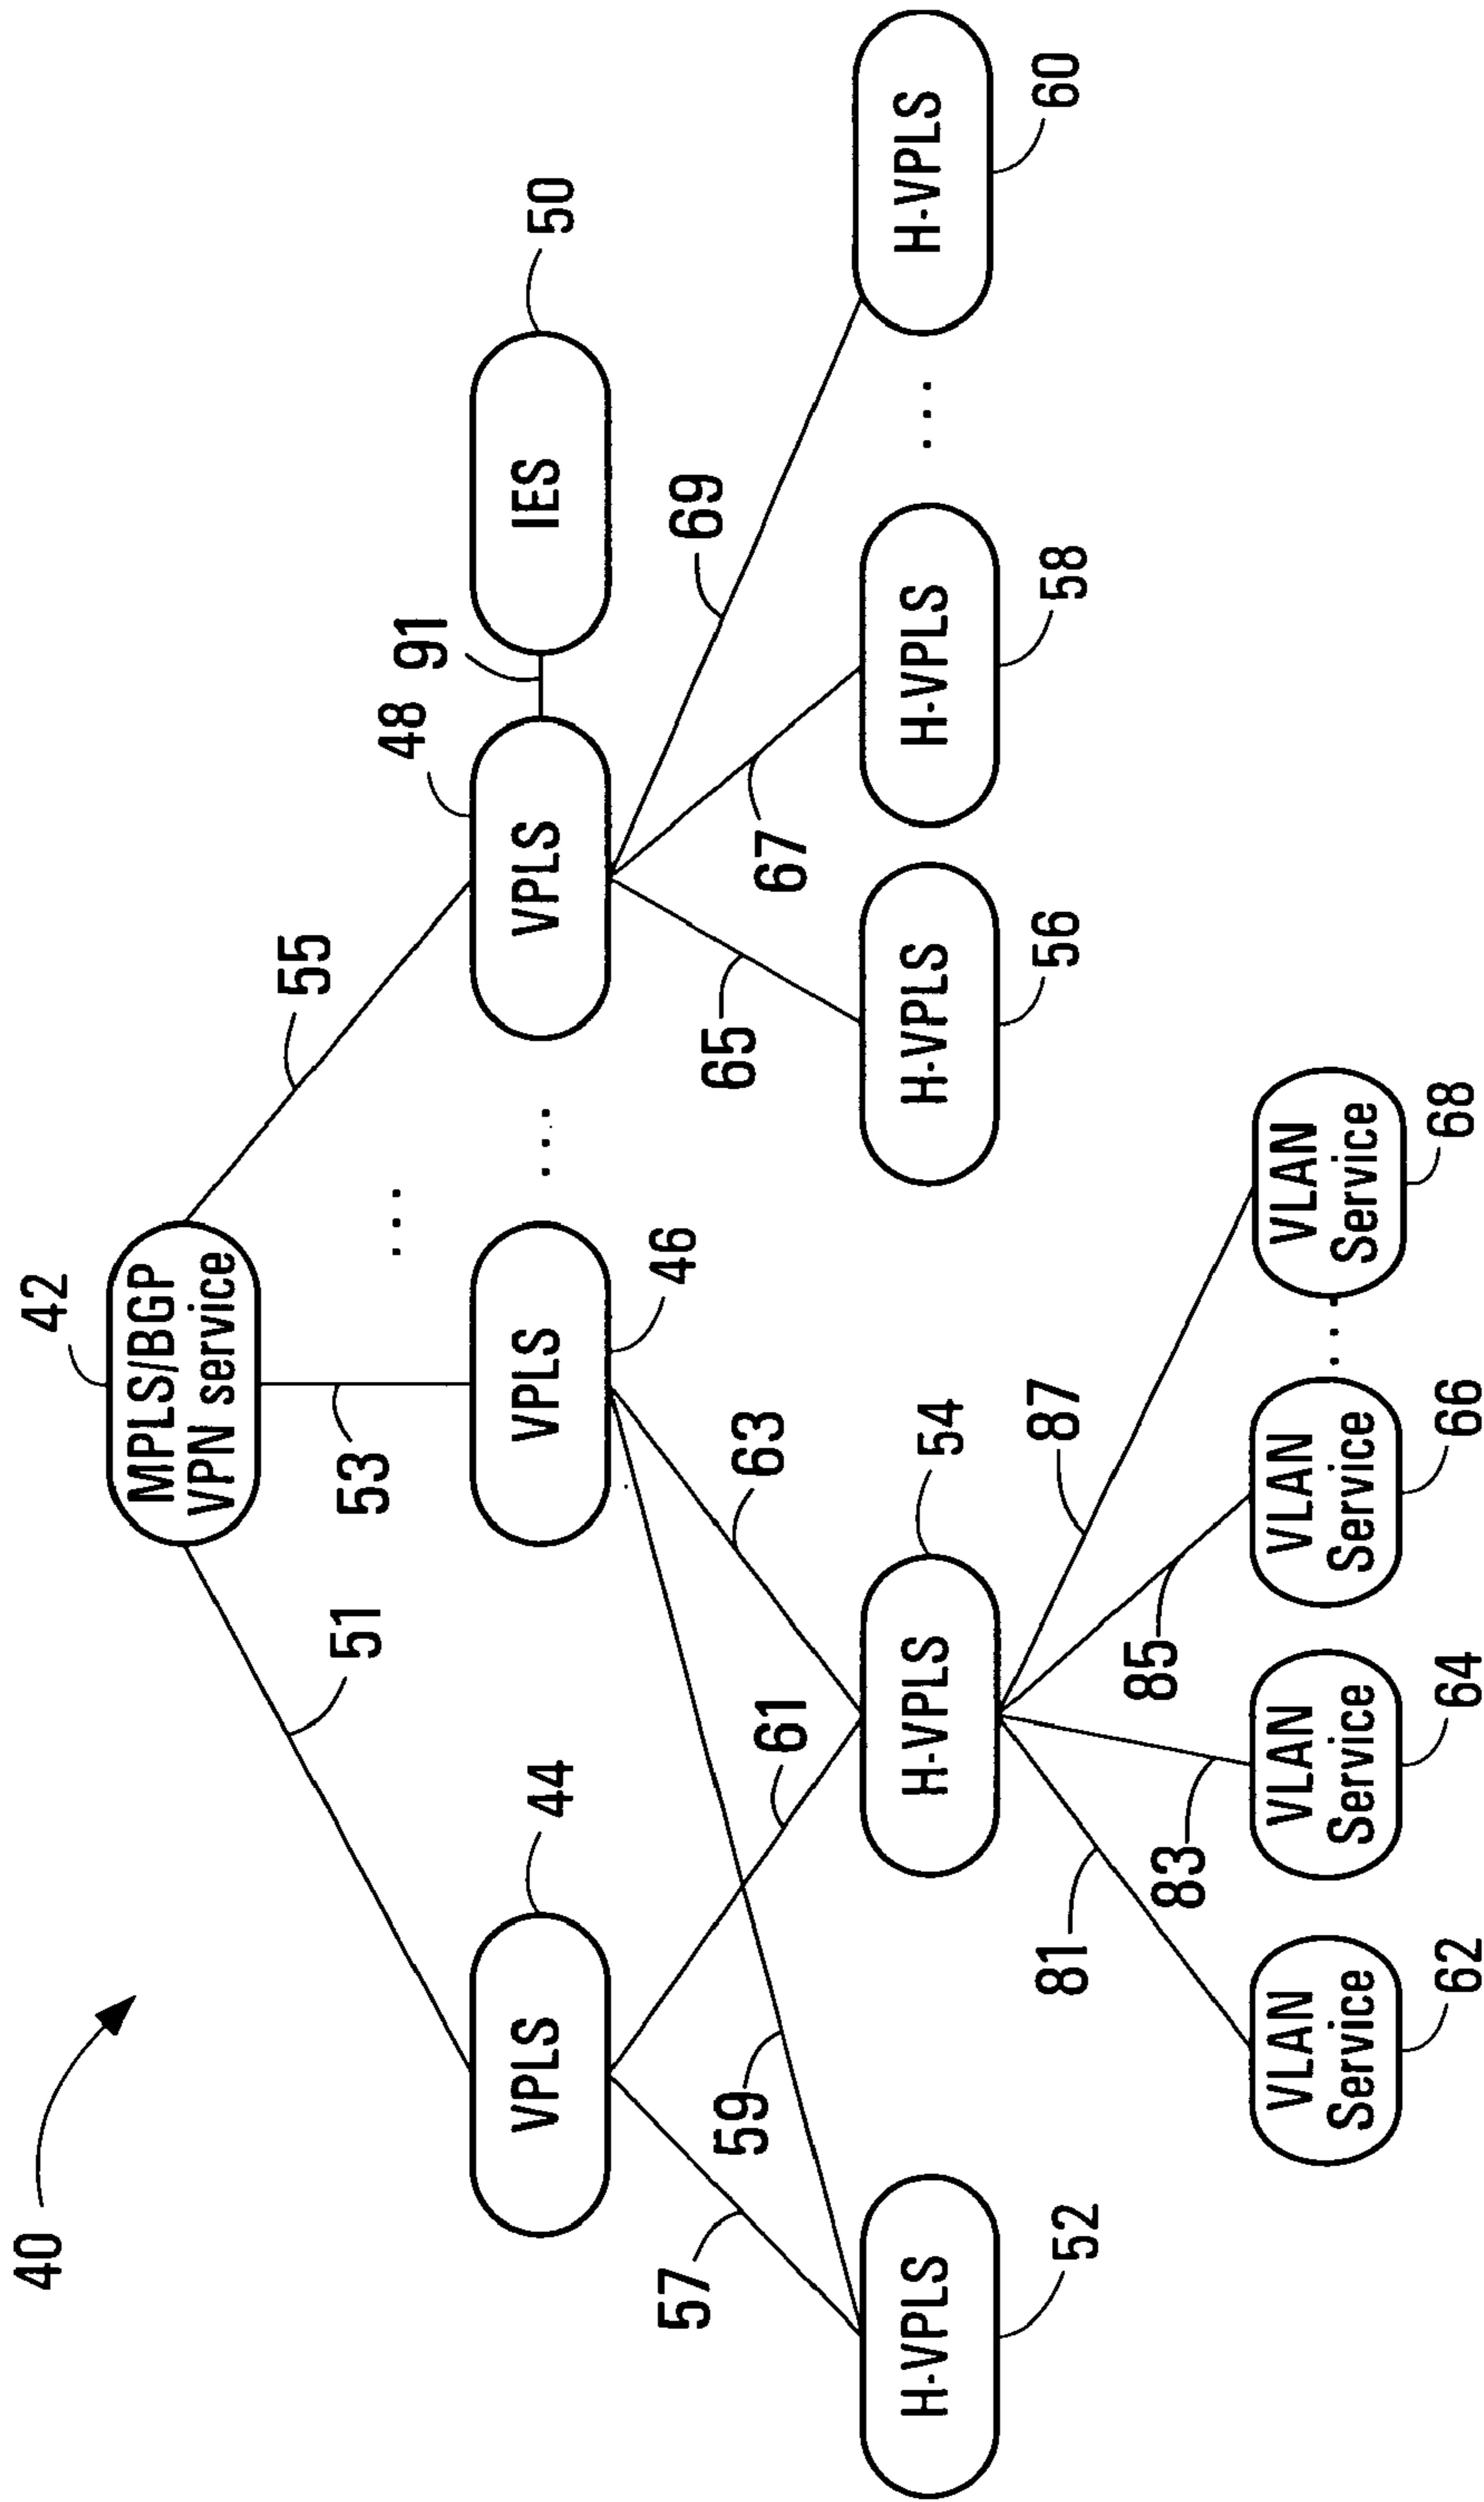 40
42
MPLS/BGP
VPN service
51
53
55
...
44
VPLS
VPLS
46
...
48
VPLS
91
IES
50
57
59
61
63
65
67
69
H-VPLS
52
H-VPLS
54
H-VPLS
56
H-VPLS
58
...
H-VPLS
60
81
83
85
87
VLAN
Service
62
VLAN
Service
64
VLAN
Service
66
...
VLAN
Service
68